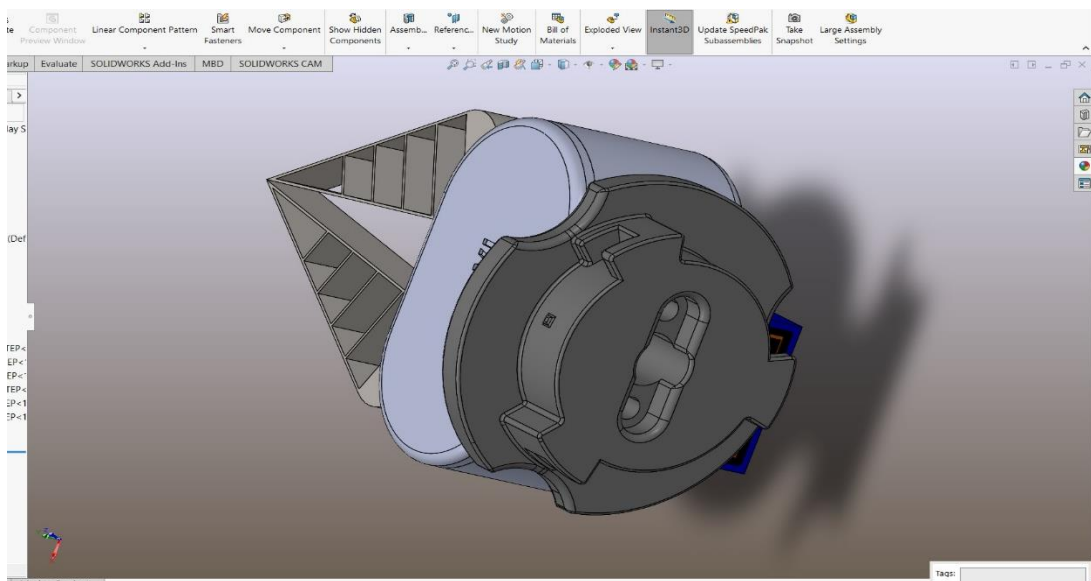 Component Linear Component Pattern Smart Move Component Show Hidden Assemb... Referenc... New Motion Bill of Exploded View Instant3D Update SpeedPak Take Large Assembly
Preview Window Fasteners Components Study Materials Subassemblies Snapshot Settings
arkup Evaluate SOLIDWORKS Add-Ins MBD SOLIDWORKS CAM
lay S
(Def
TEP<
EP<1
EP<1
TEP<
EP<1
EP<1
Tags: